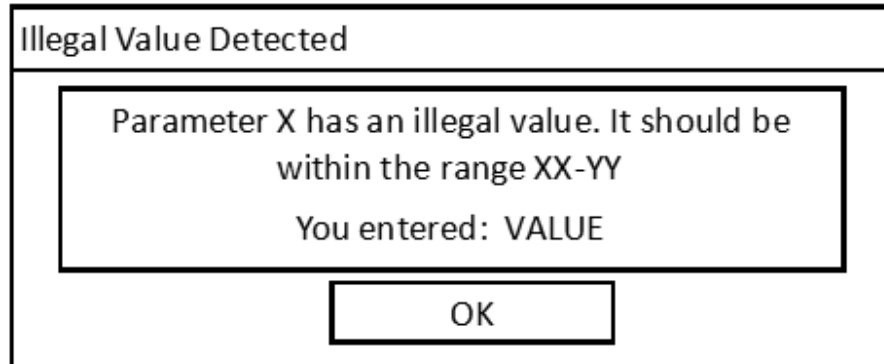 Illegal Value Detected
Parameter X has an illegal value. It should be
within the range XX-YY
You entered: VALUE
OK